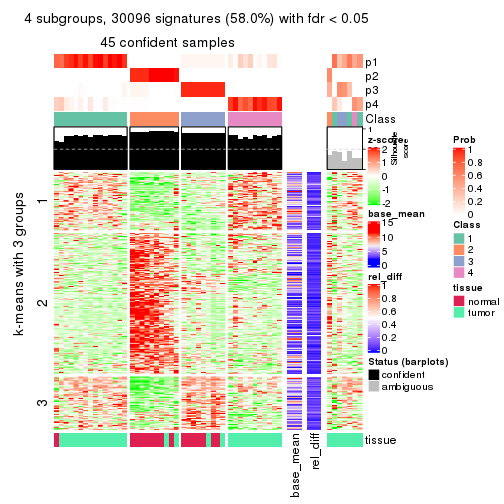 4 subgroups, 30096 signatures (58.0%) with fdr < 0.05
45 confident samples
p1
p2
p3
p4
Class
1
Silhouette
score
k-means with 3 groups
1
2
3
z-score
2
1
0
-1
-2
base_mean
15
10
5
0
rel_diff
1
0.8
0.6
0.4
0.2
0
Status (barplots)
confident
ambiguous
Prob
1
0.8
0.6
0.4
0.2
0
Class
1
2
3
4
tissue
normal
tumor
tissue
base_mean
rel_diff